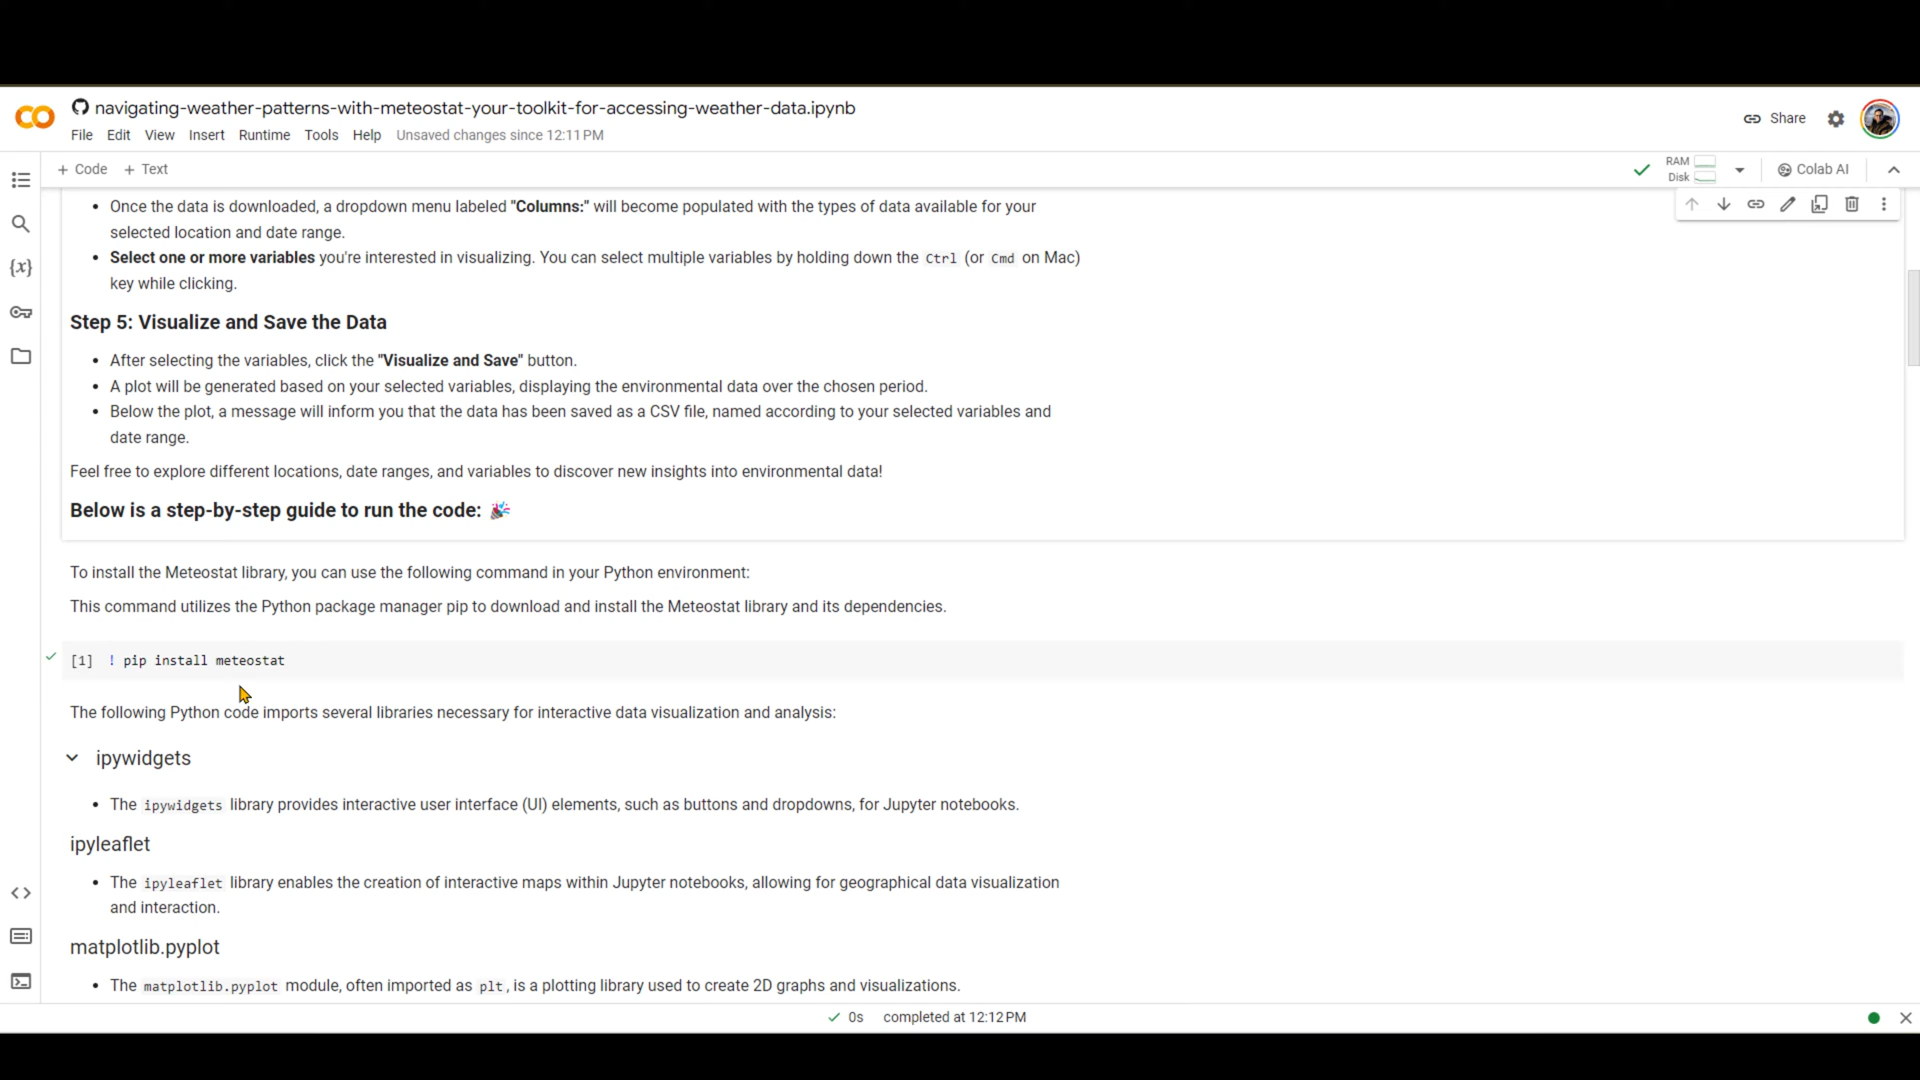 navigating-weather-patterns-with-meteostat-your-toolkit-for-accessing-weather-data.ipynb
File Edit View Insert Runtime Tools Help Unsaved changes since 12:11 PM
Share
+ Code + Text
RAM
Disk
Colab AI
• Once the data is downloaded, a dropdown menu labeled "Columns:" will become populated with the types of data available for your
selected location and date range.
• Select one or more variables you're interested in visualizing. You can select multiple variables by holding down the Ctrl (or Cmd on Mac)
key while clicking.
Step 5: Visualize and Save the Data
• After selecting the variables, click the "Visualize and Save" button.
• A plot will be generated based on your selected variables, displaying the environmental data over the chosen period.
• Below the plot, a message will inform you that the data has been saved as a CSV file, named according to your selected variables and
date range.
Feel free to explore different locations, date ranges, and variables to discover new insights into environmental data!
Below is a step-by-step guide to run the code: 🎉
To install the Meteostat library, you can use the following command in your Python environment:
This command utilizes the Python package manager pip to download and install the Meteostat library and its dependencies.
[1] ! pip install meteostat
The following Python code imports several libraries necessary for interactive data visualization and analysis:
ipywidgets
• The ipywidgets library provides interactive user interface (UI) elements, such as buttons and dropdowns, for Jupyter notebooks.
ipyleaflet
• The ipyleaflet library enables the creation of interactive maps within Jupyter notebooks, allowing for geographical data visualization
and interaction.
matplotlib.pyplot
• The matplotlib.pyplot module, often imported as plt, is a plotting library used to create 2D graphs and visualizations.
0s completed at 12:12 PM